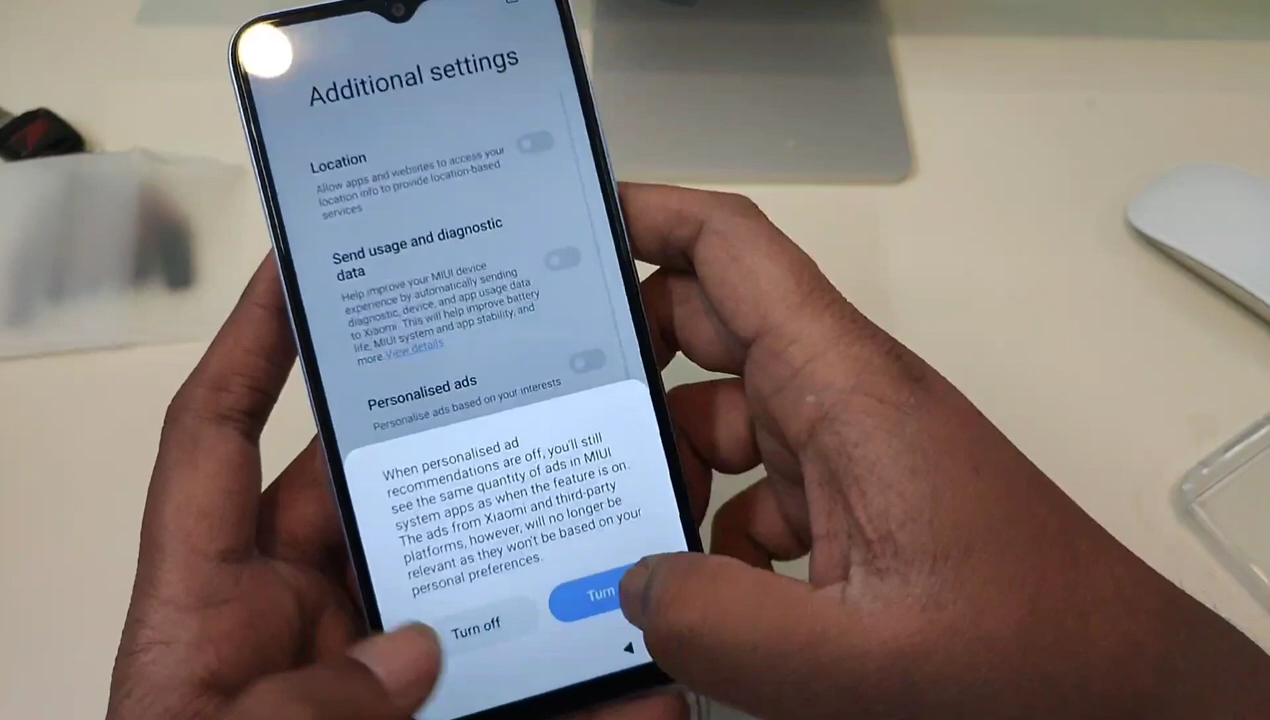 Additional settings
Location
Allow apps and websites to access your
location info to provide location-based
services
Send usage and diagnostic
data
Help improve your MIUI device
experience by automatically sending
diagnostic, device, and app usage data
to Xiaomi. This will help improve battery
life, MIUI system and app stability, and
more. View details
Personalised ads
Personalise ads based on your interests
When personalised ad
recommendations are off, you'll still
see the same quantity of ads in MIUI
system apps as when the feature is on.
The ads from Xiaomi and third-party
platforms, however, will no longer be
relevant as they won't be based on your
personal preferences.
Turn off
Turn